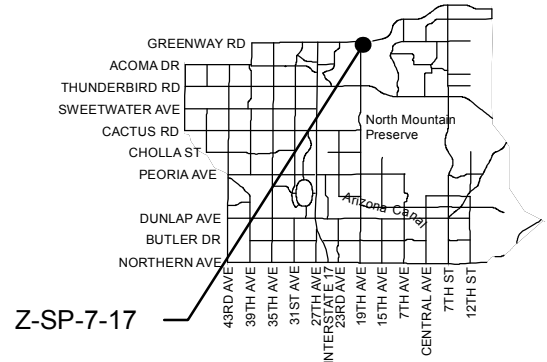 GREENWAY RD
ACOMA DR
THUNDERBIRD RD
SWEETWATER AVE
CACTUS RD
CHOLLA ST
PEORIA AVE
DUNLAP AVE
BUTLER DR
NORTHERN AVE
North Mountain
Preserve
Arizona Canal
43RD AVE
39TH AVE
35TH AVE
31ST AVE
27TH AVE
INTERSTATE 17
23RD AVE
19TH AVE
15TH AVE
7TH AVE
CENTRAL AVE
7TH ST
12TH ST
Z-SP-7-17